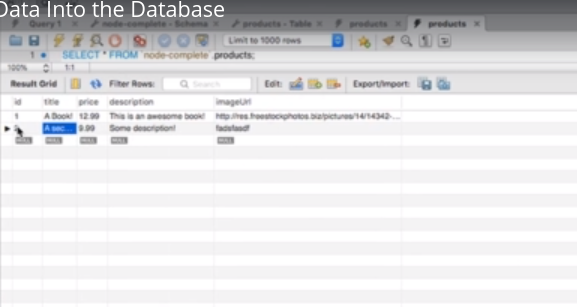 Data Into the Database
Query 1 node-complete - Schema products - Table products products
Limit to 1000 rows
1 SELECT * FROM node-complete.products;
100% 1:1
Result Grid Filter Rows: Search Edit: Export/Import:
id title price description imageUrl
1 A Book! 12.99 This is an awesome book! http://res.freestockphotos.biz/pictures/14/14342-...
A sec... 9.99 Some description! fadsfasdf
NULL NULL NULL NULL NULL